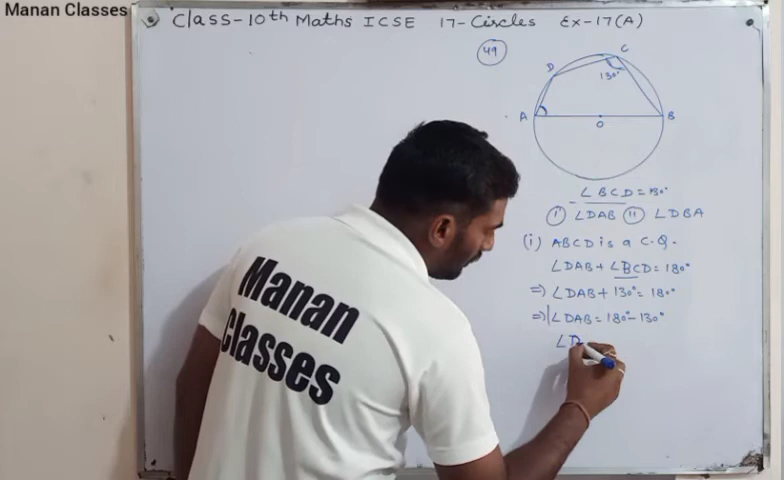 Manan Classes
Class-10th Maths ICSE 17-Circles Ex-17(A)
49
C
D
130°
A
B
O
∠BCD=130°
(i) ∠DAB (ii) ∠DBA
(i) ABCD is a C.Q.
∠DAB+∠BCD=180°
=) ∠DAB+130°=180°
=) ∠DAB=180°-130°
∠D
Manan
Classes